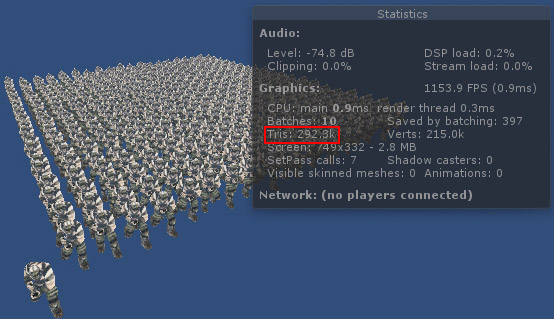 Statistics
Audio:
Level: -74.8 dB DSP load: 0.2%
Clipping: 0.0% Stream load: 0.0%
Graphics: 1153.9 FPS (0.9ms)
CPU: main 0.9ms render thread 0.3ms
Batches: 10 Saved by batching: 397
Tris: 292.3k Verts: 215.0k
Screen: 749x332 - 2.8 MB
SetPass calls: 7 Shadow casters: 0
Visible skinned meshes: 0 Animations: 0
Network: (no players connected)